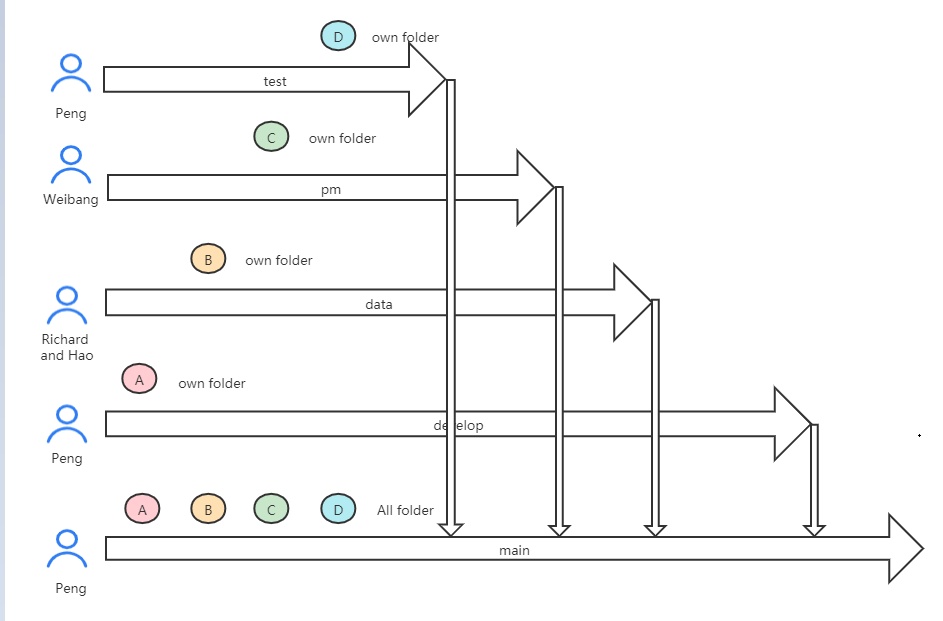 D own folder
test
Peng
C own folder
pm
Weibang
B own folder
data
Richard
and Hao
A own folder
develop
Peng
A B C D All folder
main
Peng